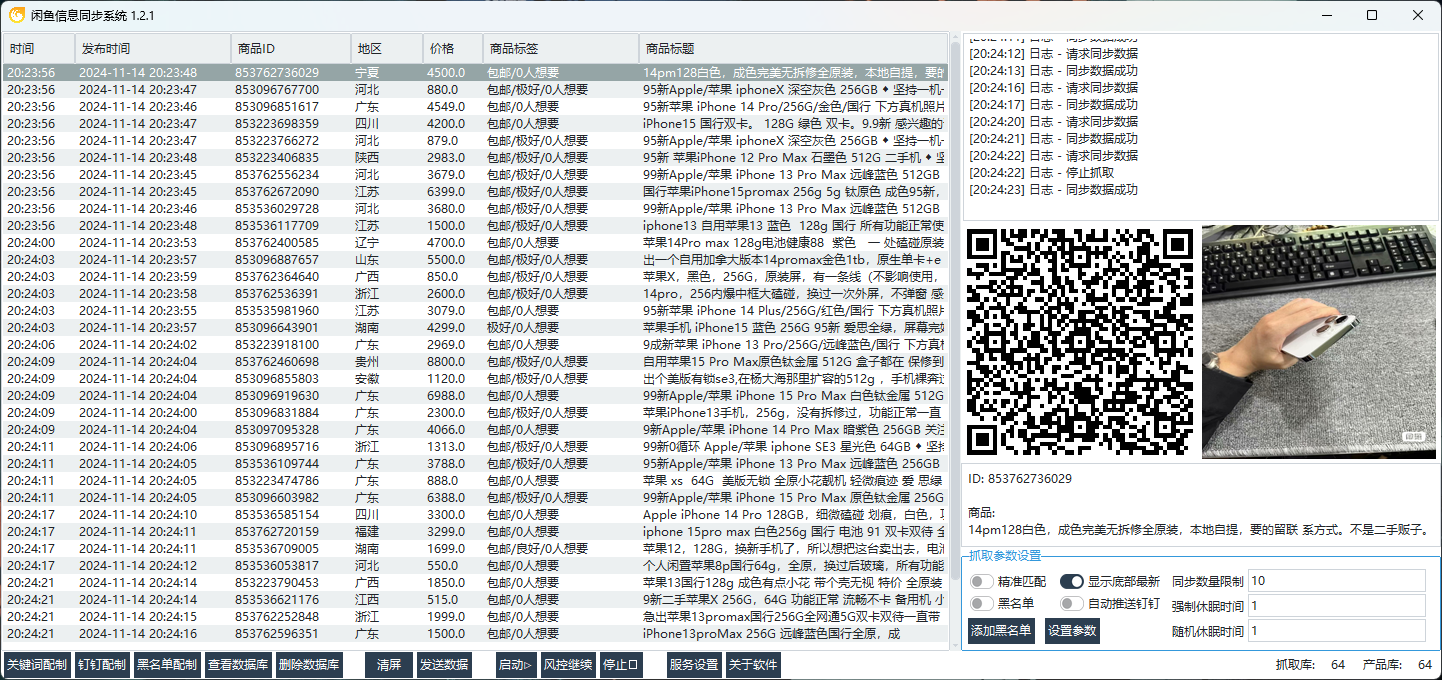 闲鱼信息同步系统 1.2.1
时间 发布时间 商品ID 地区 价格 商品标签 商品标题
20:23:56 2024-11-14 20:23:48 853762736029 宁夏 4500.0 包邮/0人想要 14pm128白色，成色完美无拆修全原装，本地自提，要的
20:23:56 2024-11-14 20:23:47 853096767700 河北 880.0 包邮/极好/0人想要 95新Apple/苹果 iphoneX 深空灰色 256GB ♦ 坚持一机一
20:23:56 2024-11-14 20:23:46 853096851617 广东 4549.0 包邮/0人想要 95新苹果 iPhone 14 Pro/256G/金色/国行 下方真机照片
20:23:56 2024-11-14 20:23:47 853223698359 四川 4200.0 包邮/0人想要 iPhone15 国行双卡。 128G 绿色 双卡。9.9新 感兴趣的
20:23:56 2024-11-14 20:23:47 853223766272 河北 879.0 包邮/0人想要 95新Apple/苹果 iphoneX 深空灰色 256GB ♦ 坚持一机一
20:23:56 2024-11-14 20:23:48 853223406835 陕西 2983.0 包邮/0人想要 95新 苹果iPhone 12 Pro Max 石墨色 512G 二手机 ♦ 坚
20:23:56 2024-11-14 20:23:45 853762556234 河北 3679.0 包邮/0人想要 99新Apple/苹果 iPhone 13 Pro Max 远峰蓝色 512GB
20:23:56 2024-11-14 20:23:45 853762672090 江苏 6399.0 包邮/0人想要 国行苹果iPhone15promax 256g 5g 钛原色 成色95新，
20:23:56 2024-11-14 20:23:46 853536029728 河北 3680.0 包邮/0人想要 99新Apple/苹果 iPhone 13 Pro Max 远峰蓝色 512GB
20:23:56 2024-11-14 20:23:48 853536117709 江苏 1500.0 包邮/极好/0人想要 iphone13 自用苹果13 蓝色 128g 国行 所有功能正常使
20:24:00 2024-11-14 20:23:53 853762400585 辽宁 4700.0 包邮/0人想要 苹果14Pro max 128g电池健康88 紫色 一 处磕碰原装
20:24:03 2024-11-14 20:23:57 853096887657 山东 5500.0 包邮/0人想要 出一个自用加拿大版本14promax金色1tb，原生单卡+e
20:24:03 2024-11-14 20:23:59 853762364640 广西 850.0 包邮/0人想要 苹果X，黑色，256G，原装屏，有一条线（不影响使用，
20:24:03 2024-11-14 20:23:58 853762536391 浙江 2600.0 包邮/0人想要 14pro，256内爆中框大磕碰，换过一次外屏，不弹窗 感
20:24:03 2024-11-14 20:23:55 853535981960 江苏 3079.0 包邮/0人想要 95新苹果 iPhone 14 Plus/256G/红色/国行 下方真机照片
20:24:03 2024-11-14 20:23:57 853096643901 湖南 4299.0 极好/0人想要 苹果手机 iPhone15 蓝色 256G 95新 爱思全绿，屏幕完
20:24:06 2024-11-14 20:24:02 853223918100 广东 2969.0 包邮/0人想要 9成新苹果 iPhone 13 Pro/256G/远峰蓝色/国行 下方真
20:24:09 2024-11-14 20:24:04 853762460698 贵州 8800.0 包邮/极好/0人想要 自用苹果15 Pro Max原色钛金属 512G 盒子都在 保修到
20:24:09 2024-11-14 20:24:04 853096855803 安徽 1120.0 包邮/0人想要 出个美版有锁se3,在杨大海那里扩容的512g ，手机裸奔
20:24:09 2024-11-14 20:24:04 853096919630 广东 6988.0 包邮/0人想要 99新Apple/苹果 iPhone 15 Pro Max 白色钛金属 512G
20:24:09 2024-11-14 20:24:00 853096831884 广东 2300.0 包邮/极好/0人想要 苹果iPhone13手机，256g，没有拆修过，功能正常一直
20:24:09 2024-11-14 20:24:04 853097095328 广东 4066.0 包邮/0人想要 9新Apple/苹果 iPhone 14 Pro Max 暗紫色 256GB 关
20:24:11 2024-11-14 20:24:06 853096895716 浙江 1313.0 包邮/极好/0人想要 99新0循环 Apple/苹果 iphone SE3 星光色 64GB ♦ 坚
20:24:11 2024-11-14 20:24:05 853536109744 广东 3788.0 包邮/极好/0人想要 95新Apple/苹果 iPhone 13 Pro Max 远峰蓝色 256GB
20:24:11 2024-11-14 20:24:05 853223474786 广东 888.0 包邮/0人想要 苹果 xs 64G 美版无锁 全原小花靓机 轻微痕迹 爱 思绿
20:24:11 2024-11-14 20:24:05 853096603982 广东 6388.0 包邮/极好/0人想要 99新Apple/苹果 iPhone 15 Pro Max 原色钛金属 256G
20:24:17 2024-11-14 20:24:10 853536585154 四川 3300.0 包邮/0人想要 Apple iPhone 14 Pro 128GB，细微磕碰 划痕，白色，
20:24:17 2024-11-14 20:24:11 853762720159 福建 3299.0 包邮/0人想要 iphone 15pro max 白色256g 国行 电池 91 双卡双待 全
20:24:17 2024-11-14 20:24:11 853536709005 湖南 1699.0 包邮/良好/0人想要 苹果12，128G，换新手机了，所以想把这台卖出去，电
20:24:17 2024-11-14 20:24:12 853536093817 河北 550.0 包邮/0人想要 个人闲置苹果8p国行64g，全原，换过后玻璃，所有功能
20:24:21 2024-11-14 20:24:14 853223790453 广西 1850.0 包邮/0人想要 苹果13国行128g 成色有点小花 带个壳无视 特价 全原装
20:24:21 2024-11-14 20:24:14 853536621176 江西 515.0 包邮/0人想要 9新二手苹果X 256G，64G 功能正常 流畅不卡 备用机 小
20:24:21 2024-11-14 20:24:15 853762252848 浙江 1999.0 包邮/0人想要 急出苹果13promax国行256G全网通5G双卡双待一直带
20:24:21 2024-11-14 20:24:16 853762596351 广东 1500.0 包邮/0人想要 iPhone13proMax 256G 远峰蓝色国行全原，成
关键词配制 钉钉配制 黑名单配制 查看数据库 删除数据库 清屏 发送数据 启动▷ 风控继续 停止□ 服务设置 关于软件
[20:24:11] 日志 - 同步数据成功
[20:24:12] 日志 - 请求同步数据
[20:24:13] 日志 - 同步数据成功
[20:24:16] 日志 - 请求同步数据
[20:24:17] 日志 - 同步数据成功
[20:24:20] 日志 - 请求同步数据
[20:24:21] 日志 - 同步数据成功
[20:24:22] 日志 - 请求同步数据
[20:24:22] 日志 - 停止抓取
[20:24:23] 日志 - 同步数据成功
ID: 853762736029
商品:
14pm128白色，成色完美无拆修全原装，本地自提，要的留联 系方式。不是二手贩子。
抓取参数设置
精准匹配 显示底部最新 同步数量限制 10
黑名单 自动推送钉钉 强制休眠时间 1
添加黑名单 设置参数 随机休眠时间 1
抓取库: 64 产品库: 64